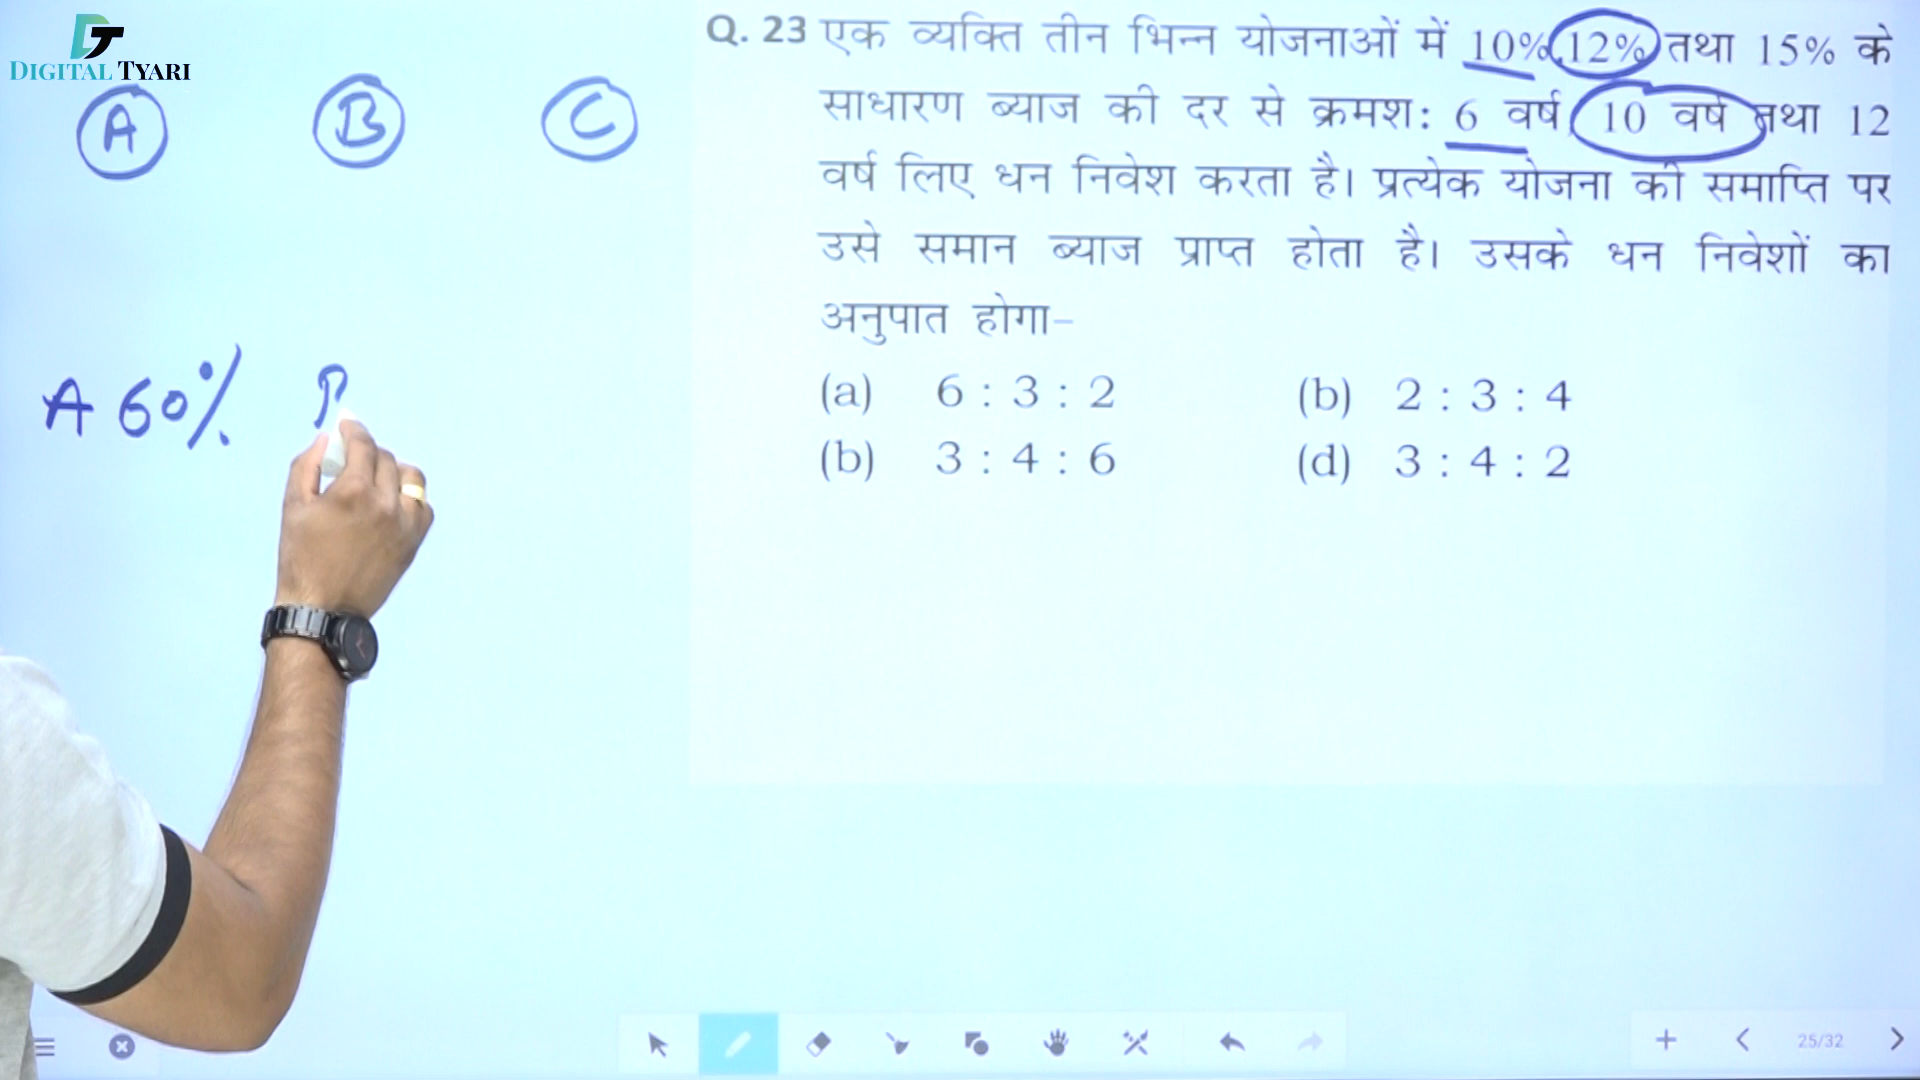 DIGITAL TYARI
A B C
Q. 23 एक व्यक्ति तीन भिन्न योजनाओं में 10% 12% तथा 15% के
साधारण ब्याज की दर से क्रमश: 6 वर्ष 10 वर्ष तथा 12
वर्ष लिए धन निवेश करता है। प्रत्येक योजना की समाप्ति पर
उसे समान ब्याज प्राप्त होता है। उसके धन निवेशों का
अनुपात होगा–
(a) 6 : 3 : 2 (b) 2 : 3 : 4
(b) 3 : 4 : 6 (d) 3 : 4 : 2
A 60%
25/32